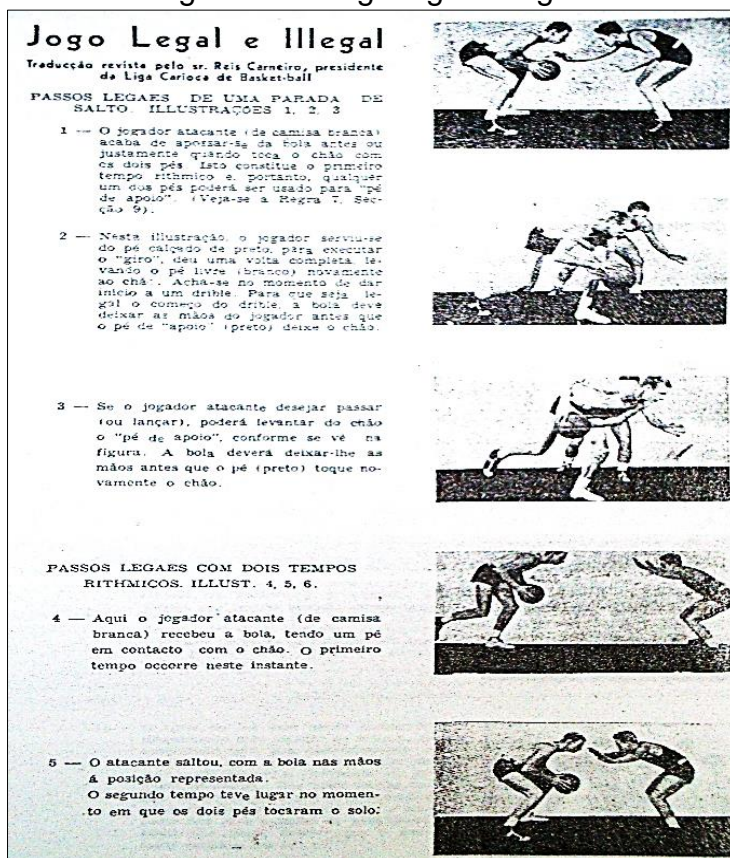 Jogo Legal e Illegal
Traducção revista pelo sr. Reis Carneiro, presidente
da Liga Carioca de Basket-ball
PASSOS LEGAES DE UMA PARADA DE
SALTO. ILLUSTRAÇÕES 1, 2, 3
1 — O jogador atacante (de camisa branca)
acaba de apossar-se da bola antes ou
justamente quando toca o chão com
os dois pés. Isto constitue o primeiro
tempo rithmico e, portanto, qualquer
um dos pés poderá ser usado para "pé
de apoio". (Veja-se a Regra 7, Sec-
ção 9).
2 — Nesta illustração, o jogador serviu-se
do pé calçado de preto, para executar
o "giro", deu uma volta completa, le-
vando o pé livre (branco) novamente
ao chão. Acha-se no momento de dar
inicio a um drible. Para que seja le-
gal o começo do drible, a bola deve
deixar as mãos do jogador antes que
o pé de "apoio" (preto) deixe o chão.
3 — Se o jogador atacante desejar passar
(ou lançar), poderá levantar do chão
o "pé de apoio", conforme se vê na
figura. A bola deverá deixar-lhe as
mãos antes que o pé (preto) toque no-
vamente o chão.
PASSOS LEGAES COM DOIS TEMPOS
RITHMICOS. ILLUST. 4, 5, 6.
4 — Aqui o jogador atacante (de camisa
branca) recebeu a bola, tendo um pé
em contacto com o chão. O primeiro
tempo occorre neste instante.
5 — O atacante saltou, com a bola nas mãos
á posição representada.
O segundo tempo teve lugar no momen-
to em que os dois pés tocaram o solo.